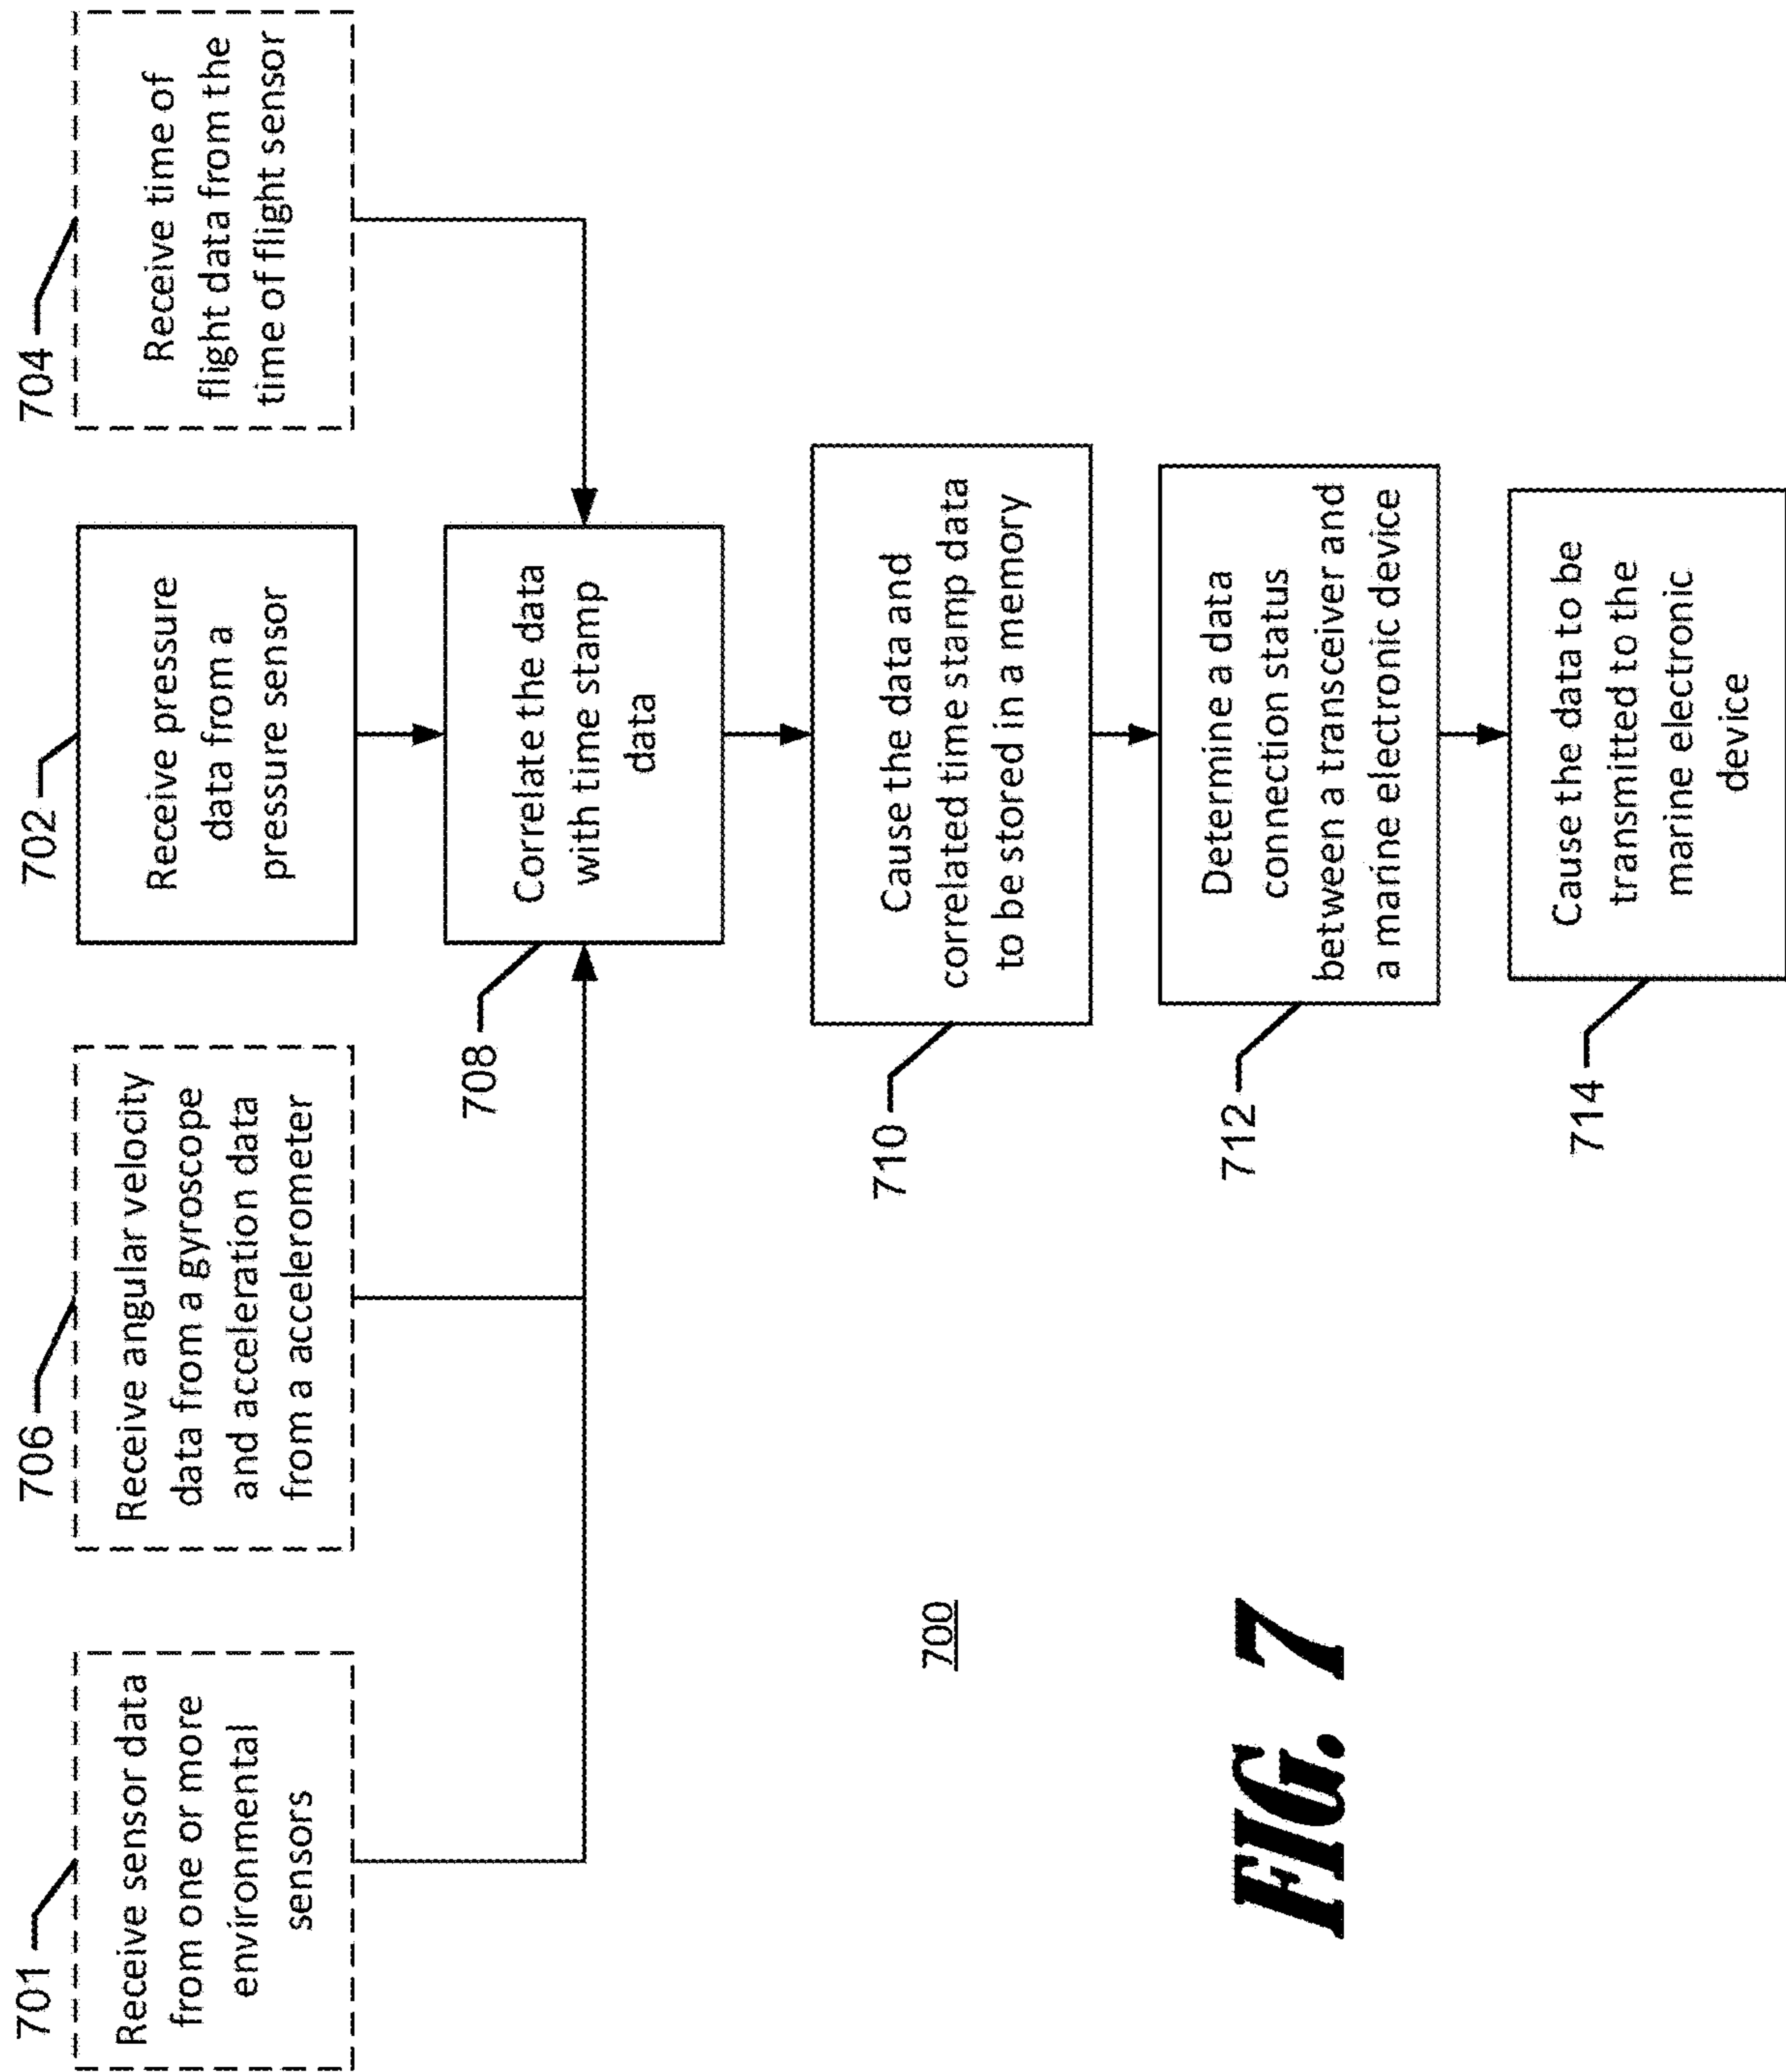 701
Receive sensor data
from one or more
environmental
sensors
706
Receive angular velocity
data from a gyroscope
and acceleration data
from a accelerometer
702
Receive pressure
data from a
pressure sensor
704
Receive time of
flight data from the
time of flight sensor
708
Correlate the data
with time stamp
data
710
Cause the data and
correlated time stamp data
to be stored in a memory
712
Determine a data
connection status
between a transceiver and
a marine electronic device
714
Cause the data to be
transmitted to the
marine electronic
device
700
FIG. 7